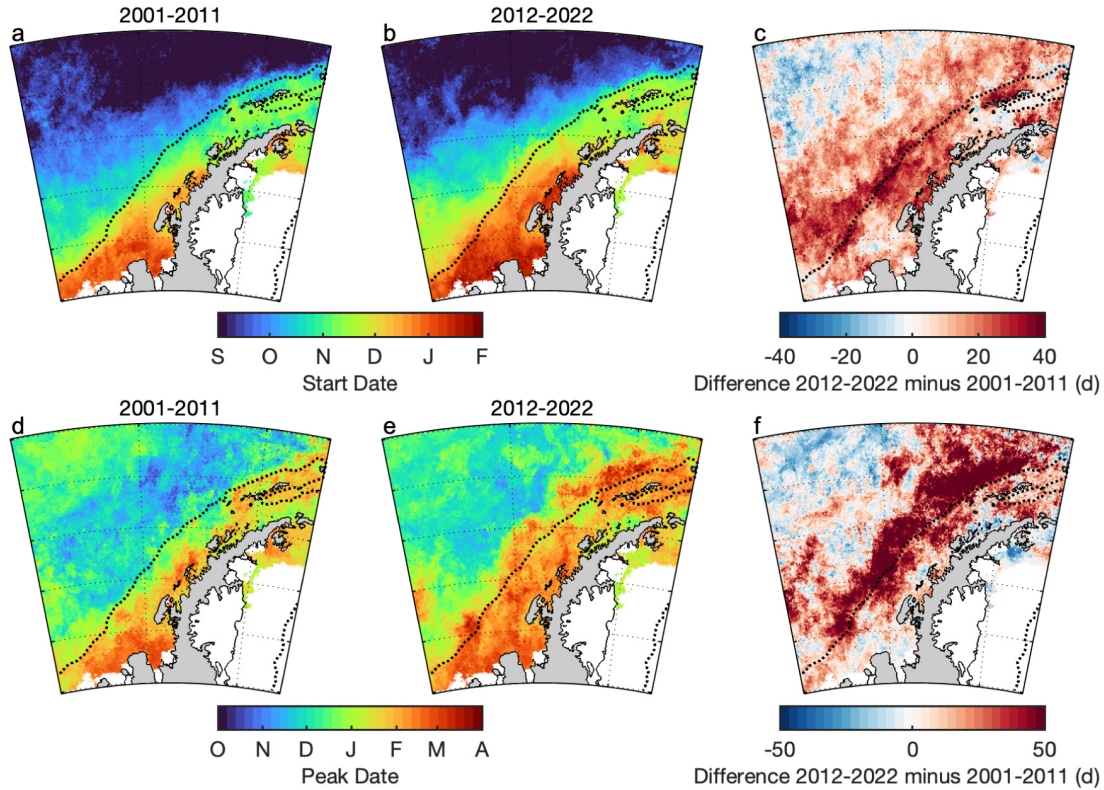 a 2001-2011
b 2012-2022
c
S O N D J F
Start Date
-40 -20 0 20 40
Difference 2012-2022 minus 2001-2011 (d)
d 2001-2011
e 2012-2022
f
O N D J F M A
Peak Date
-50 0 50
Difference 2012-2022 minus 2001-2011 (d)